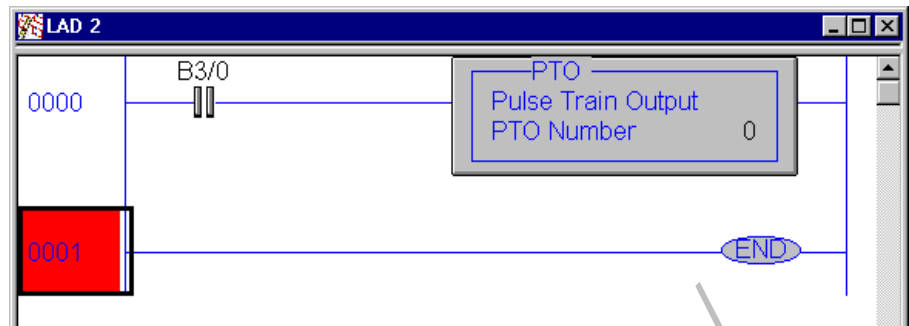 LAD 2
B3/0
PTO
0000
Pulse Train Output
PTO Number 0
0001
END